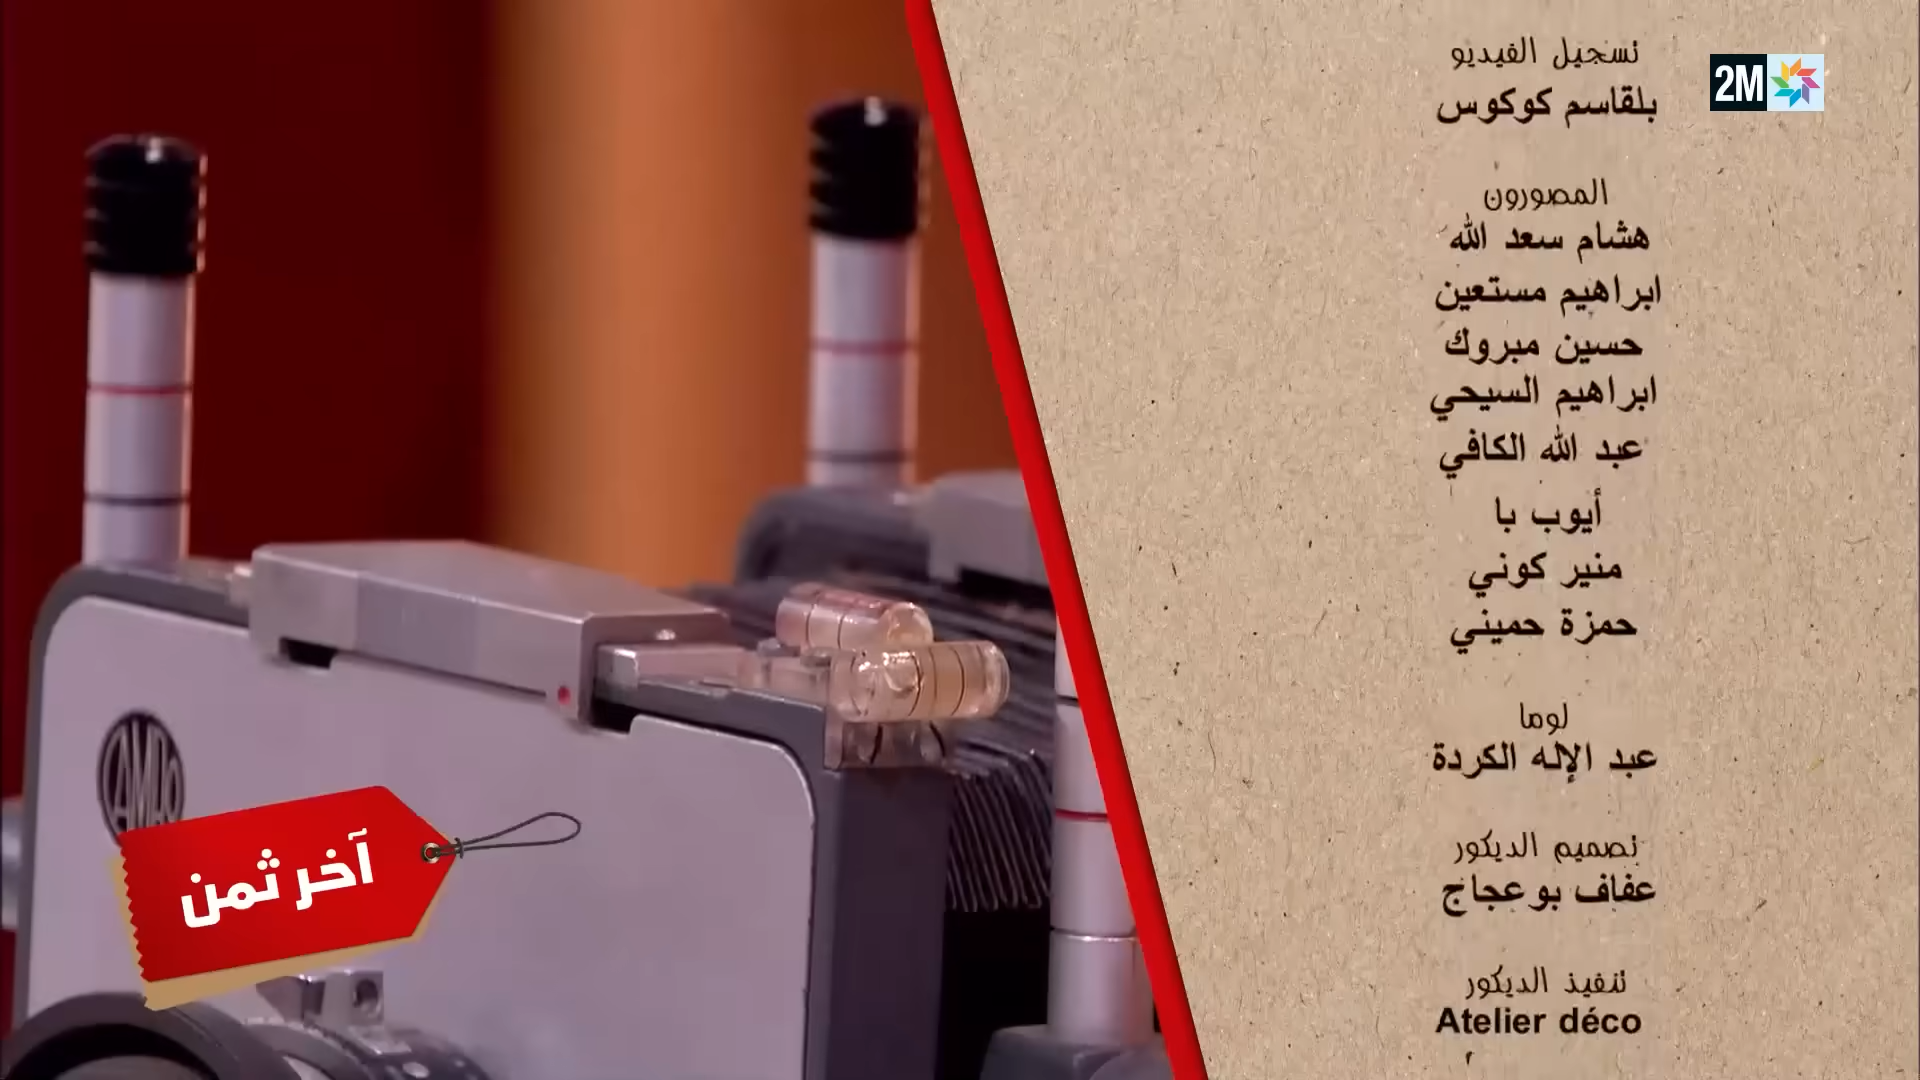 2M
تسجيل الفيديو
بلقاسم كوكوس
المصورون
هشام سعد الله
ابراهيم مستعين
حسين مبروك
ابراهيم السيحي
عبد الله الكافي
أيوب با
منير كوني
حمزة حميني
لوما
عبد الإله الكردة
تصميم الديكور
عفاف بوعجاج
تنفيذ الديكور
Atelier déco
آخر ثمن